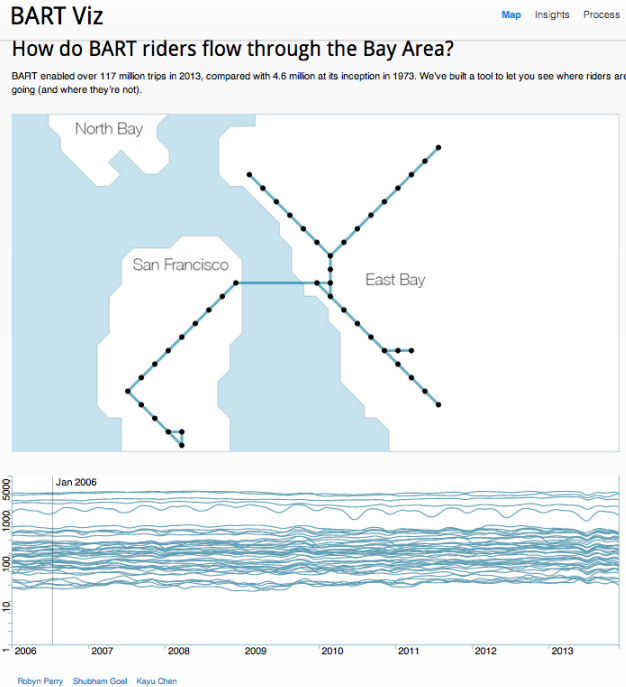 BART Viz
Map Insights Process
How do BART riders flow through the Bay Area?
BART enabled over 117 million trips in 2013, compared with 4.6 million at its inception in 1973. We've built a tool to let you see where riders are
going (and where they're not).
North Bay
San Francisco
East Bay
Jan 2006
5000
1000
100
10
1
2006 2007 2008 2009 2010 2011 2012 2013
Robyn Perry Shubham Goel Kayu Chen